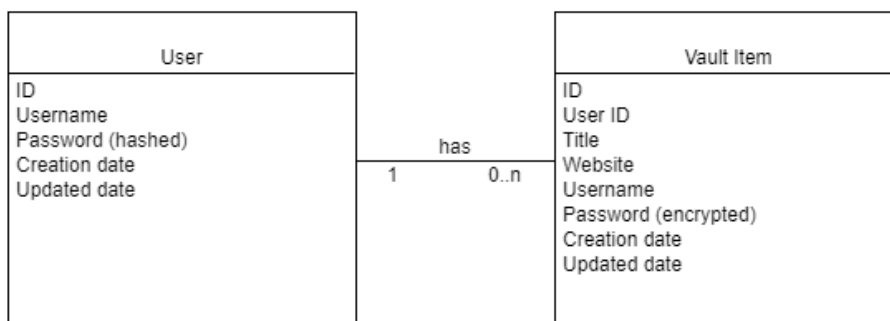 User
ID
Username
Password (hashed)
Creation date
Updated date
has
1
0..n
Vault Item
ID
User ID
Title
Website
Username
Password (encrypted)
Creation date
Updated date